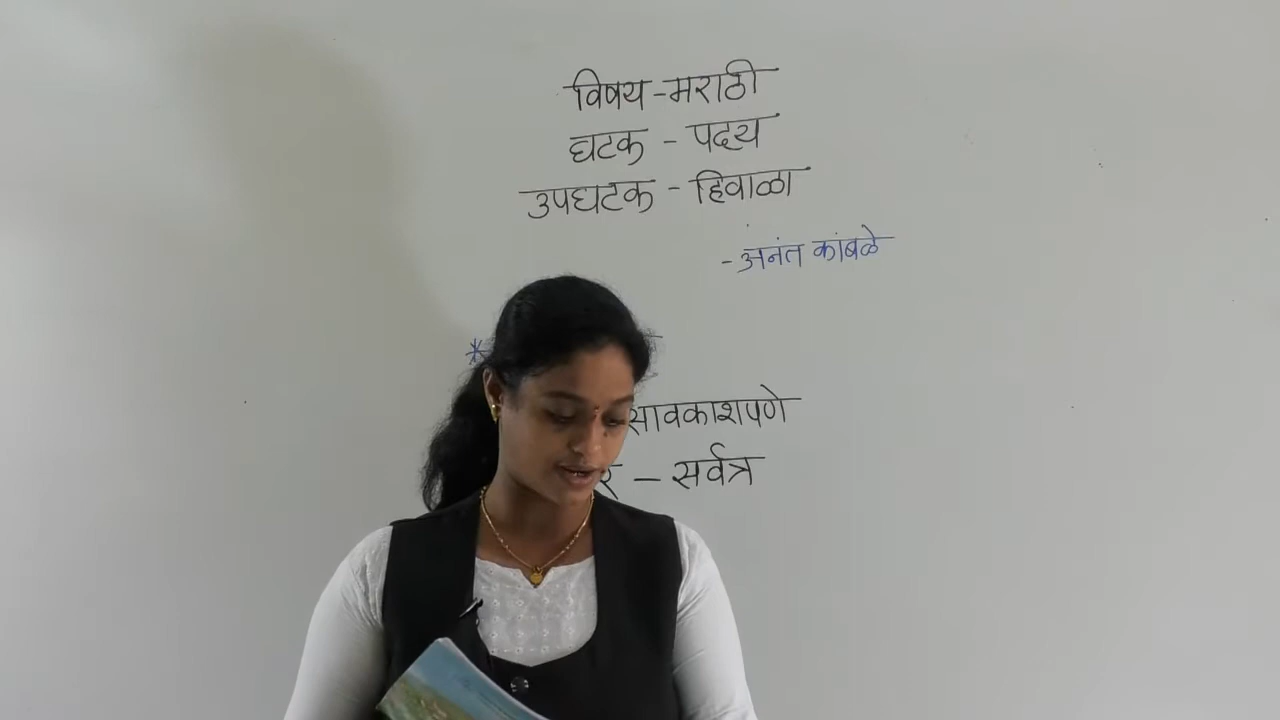 विषय - मराठी
घटक - पद्य
उपघटक - हिवाळा
- अनंत कांबळे
*
सावकाशपणे
र - सर्वत्र